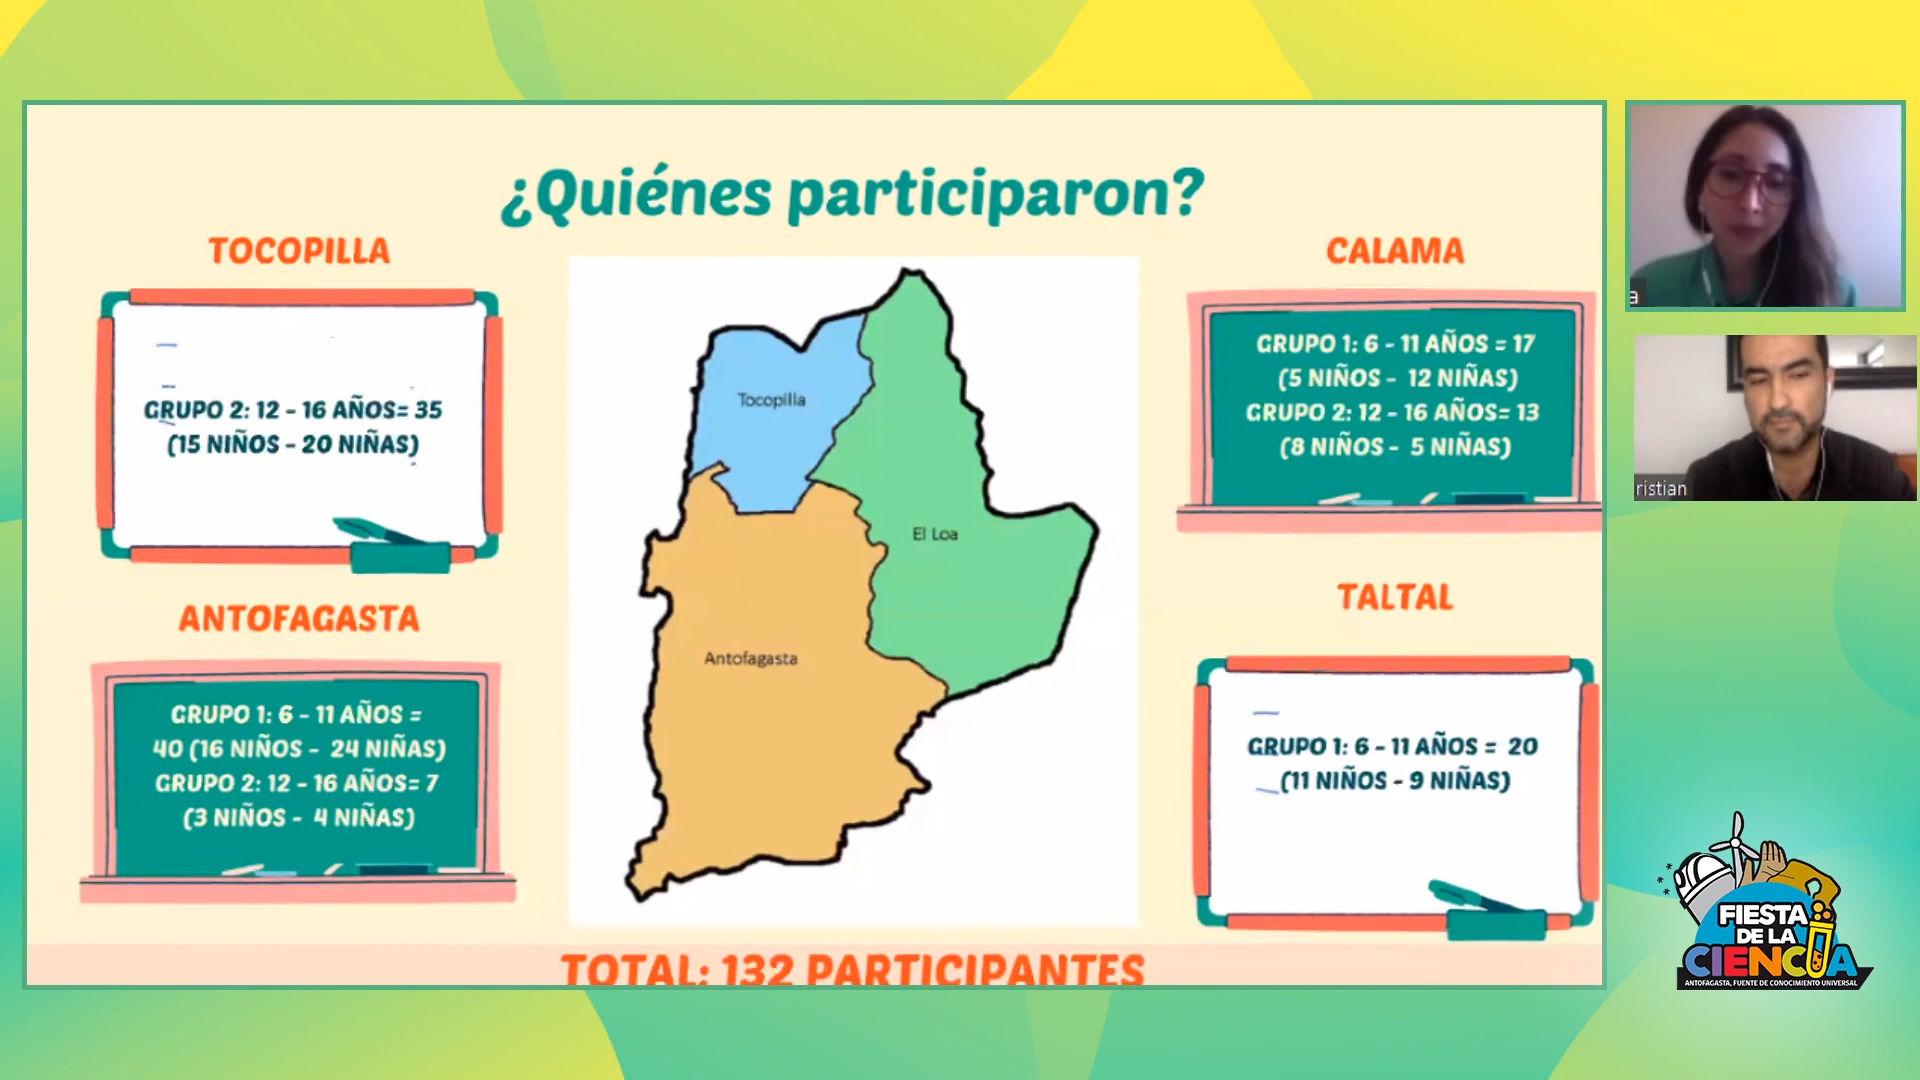 ¿Quiénes participaron?
TOCOPILLA
GRUPO 2: 12 - 16 AÑOS= 35
(15 NIÑOS - 20 NIÑAS)
ANTOFAGASTA
GRUPO 1: 6 - 11 AÑOS =
40 (16 NIÑOS - 24 NIÑAS)
GRUPO 2: 12 - 16 AÑOS= 7
(3 NIÑOS - 4 NIÑAS)
Tocopilla
El Loa
Antofagasta
CALAMA
GRUPO 1: 6 - 11 AÑOS = 17
(5 NIÑOS - 12 NIÑAS)
GRUPO 2: 12 - 16 AÑOS= 13
(8 NIÑOS - 5 NIÑAS)
TALTAL
GRUPO 1: 6 - 11 AÑOS = 20
(11 NIÑOS - 9 NIÑAS)
TOTAL: 132 PARTICIPANTES
a
ristian
FIESTA
DE LA
CIENCIA
ANTOFAGASTA, FUENTE DE CONOCIMIENTO UNIVERSAL